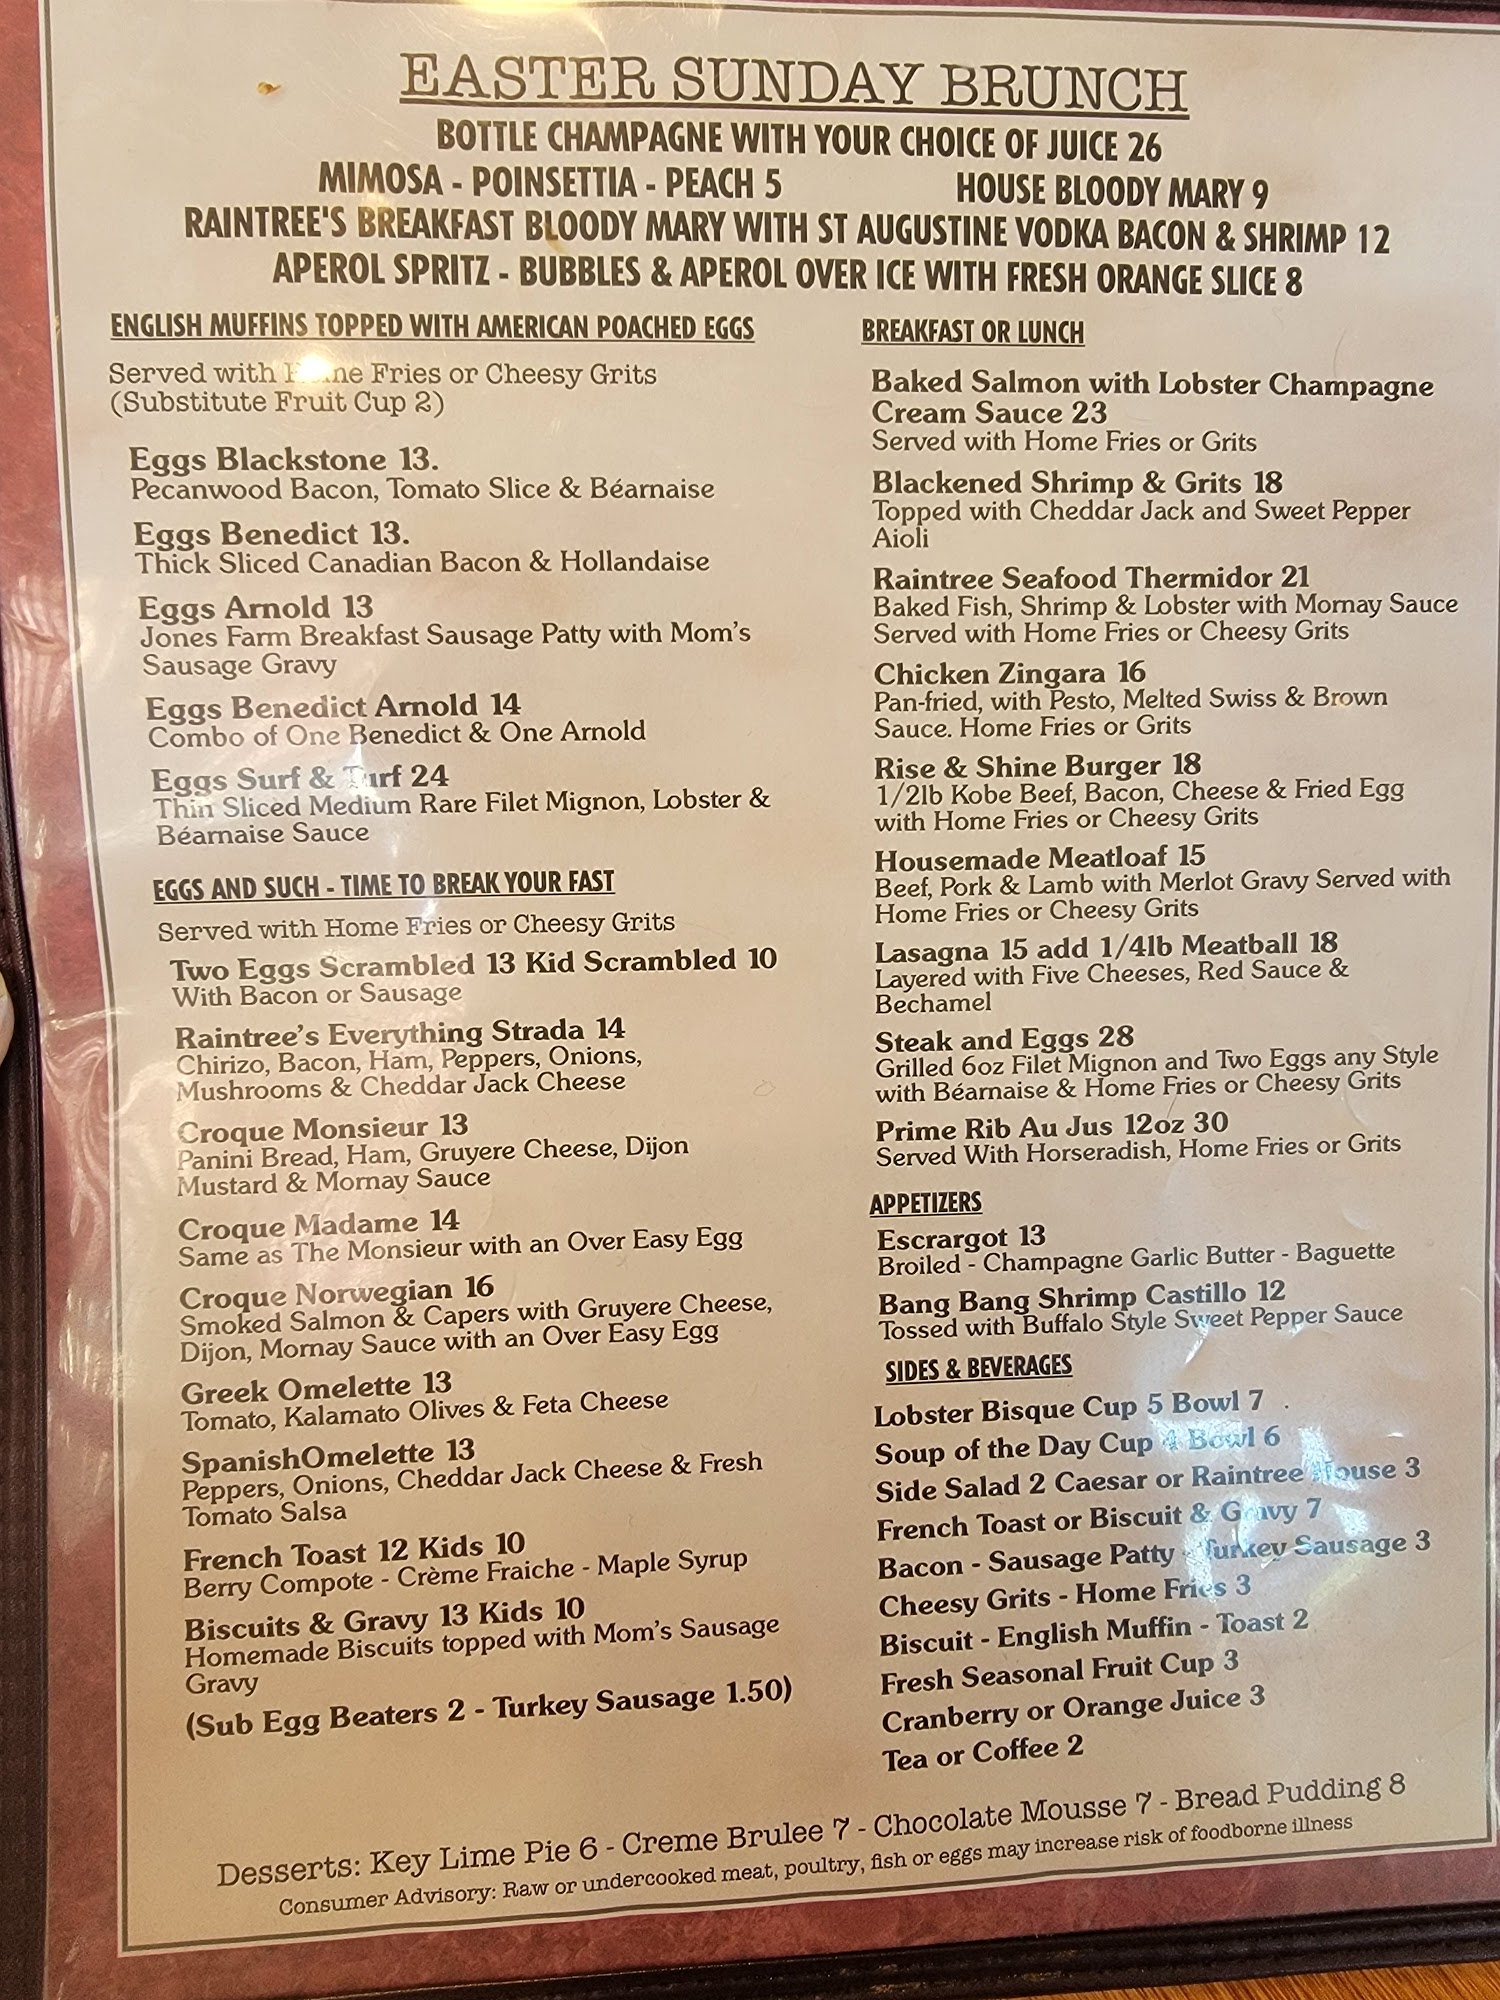 EASTER SUNDAY BRUNCH
BOTTLE CHAMPAGNE WITH YOUR CHOICE OF JUICE 26
MIMOSA - POINSETTIA - PEACH 5 HOUSE BLOODY MARY 9
RAINTREE'S BREAKFAST BLOODY MARY WITH ST AUGUSTINE VODKA BACON & SHRIMP 12
APEROL SPRITZ - BUBBLES & APEROL OVER ICE WITH FRESH ORANGE SLICE 8
ENGLISH MUFFINS TOPPED WITH AMERICAN POACHED EGGS
Served with Home Fries or Cheesy Grits
(Substitute Fruit Cup 2)
Eggs Blackstone 13.
Pecanwood Bacon, Tomato Slice & Béarnaise
Eggs Benedict 13.
Thick Sliced Canadian Bacon & Hollandaise
Eggs Arnold 13
Jones Farm Breakfast Sausage Patty with Mom's
Sausage Gravy
Eggs Benedict Arnold 14
Combo of One Benedict & One Arnold
Eggs Surf & Turf 24
Thin Sliced Medium Rare Filet Mignon, Lobster &
Béarnaise Sauce
EGGS AND SUCH - TIME TO BREAK YOUR FAST
Served with Home Fries or Cheesy Grits
Two Eggs Scrambled 13 Kid Scrambled 10
With Bacon or Sausage
Raintree's Everything Strada 14
Chirizo, Bacon, Ham, Peppers, Onions,
Mushrooms & Cheddar Jack Cheese
Croque Monsieur 13
Panini Bread, Ham, Gruyere Cheese, Dijon
Mustard & Mornay Sauce
Croque Madame 14
Same as The Monsieur with an Over Easy Egg
Croque Norwegian 16
Smoked Salmon & Capers with Gruyere Cheese,
Dijon, Mornay Sauce with an Over Easy Egg
Greek Omelette 13
Tomato, Kalamato Olives & Feta Cheese
SpanishOmelette 13
Peppers, Onions, Cheddar Jack Cheese & Fresh
Tomato Salsa
French Toast 12 Kids 10
Berry Compote - Crème Fraiche - Maple Syrup
Biscuits & Gravy 13 Kids 10
Homemade Biscuits topped with Mom's Sausage
Gravy
(Sub Egg Beaters 2 - Turkey Sausage 1.50)
BREAKFAST OR LUNCH
Baked Salmon with Lobster Champagne
Cream Sauce 23
Served with Home Fries or Grits
Blackened Shrimp & Grits 18
Topped with Cheddar Jack and Sweet Pepper
Aioli
Raintree Seafood Thermidor 21
Baked Fish, Shrimp & Lobster with Mornay Sauce
Served with Home Fries or Cheesy Grits
Chicken Zingara 16
Pan-fried, with Pesto, Melted Swiss & Brown
Sauce. Home Fries or Grits
Rise & Shine Burger 18
1/2lb Kobe Beef, Bacon, Cheese & Fried Egg
with Home Fries or Cheesy Grits
Housemade Meatloaf 15
Beef, Pork & Lamb with Merlot Gravy Served with
Home Fries or Cheesy Grits
Lasagna 15 add 1/4lb Meatball 18
Layered with Five Cheeses, Red Sauce &
Bechamel
Steak and Eggs 28
Grilled 6oz Filet Mignon and Two Eggs any Style
with Béarnaise & Home Fries or Cheesy Grits
Prime Rib Au Jus 12oz 30
Served With Horseradish, Home Fries or Grits
APPETIZERS
Escrargot 13
Broiled - Champagne Garlic Butter - Baguette
Bang Bang Shrimp Castillo 12
Tossed with Buffalo Style Sweet Pepper Sauce
SIDES & BEVERAGES
Lobster Bisque Cup 5 Bowl 7
Soup of the Day Cup 4 Bowl 6
Side Salad 2 Caesar or Raintree House 3
French Toast or Biscuit & Gravy 7
Bacon - Sausage Patty - Turkey Sausage 3
Cheesy Grits - Home Fries 3
Biscuit - English Muffin - Toast 2
Fresh Seasonal Fruit Cup 3
Cranberry or Orange Juice 3
Tea or Coffee 2
Desserts: Key Lime Pie 6 - Creme Brulee 7 - Chocolate Mousse 7 - Bread Pudding 8
Consumer Advisory: Raw or undercooked meat, poultry, fish or eggs may increase risk of foodborne illness